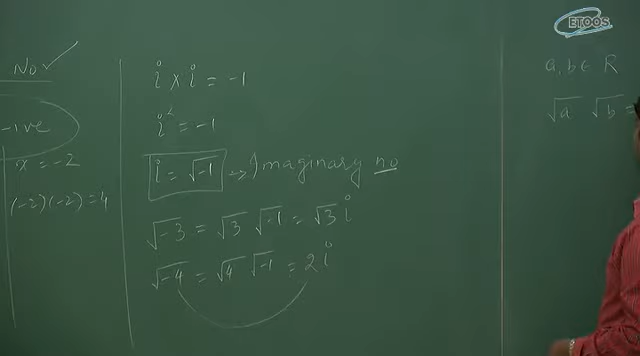 No ✓
-ive
x = -2
(-2)(-2) = 4
i × i = -1
i² = -1
i = √-1 → Imaginary no
√-3 = √3 √-1 = √3 i
√-4 = √4 √-1 = 2i
ETOOS
a, b ∈ R
√a √b =